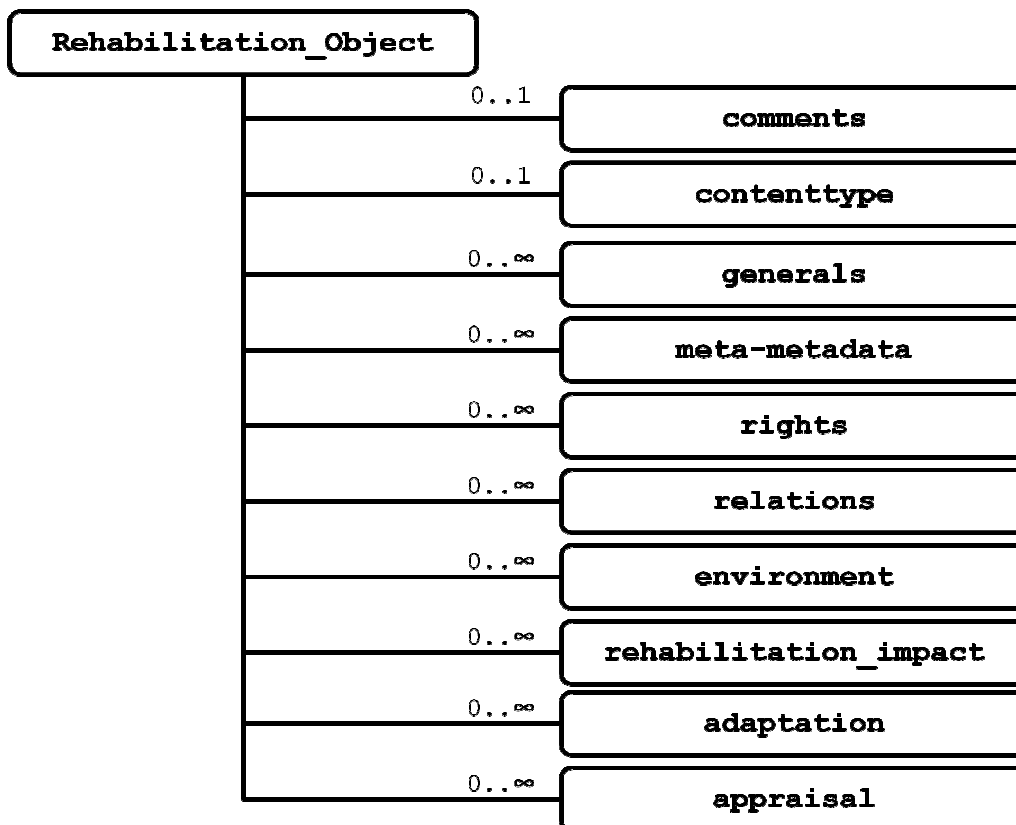 Rehabilitation_Object
0..1
comments
0..1
contenttype
0..∞
generals
0..∞
meta-metadata
0..∞
rights
0..∞
relations
0..∞
environment
0..∞
rehabilitation_impact
0..∞
adaptation
0..∞
appraisal